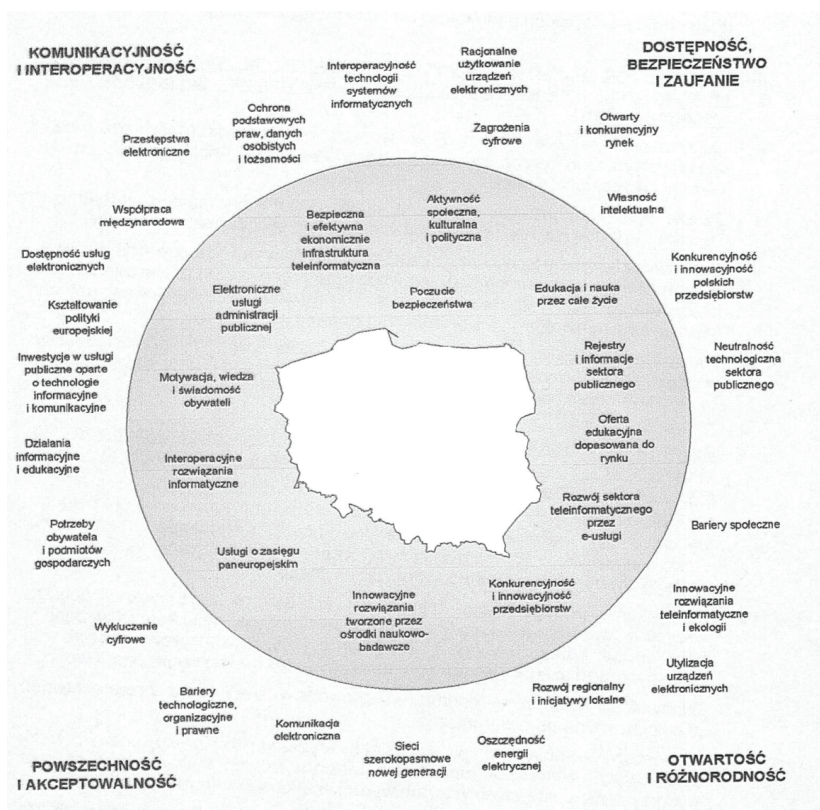 KOMUNIKACYJNOŚĆ
I INTEROPERACYJNOŚĆ
DOSTĘPNOŚĆ,
BEZPIECZEŃSTWO
I ZAUFANIE
Interoperacyjność
technologii
systemów
informatycznych
Racjonalne
użytkowanie
urządzeń
elektronicznych
Ochrona
podstawowych
praw, danych
osobistych
i tożsamości
Przestępstwa
elektroniczne
Zagrożenia
cyfrowe
Otwarty
i konkurencyjny
rynek
Współpraca
międzynarodowa
Własność
intelektualna
Dostępność usług
elektronicznych
Konkurencyjność
i innowacyjność
polskich
przedsiębiorstw
Kształtowanie
polityki
europejskiej
Neutralność
technologiczna
sektora
publicznego
Inwestycje w usługi
publiczne oparte
o technologie
informacyjne
i komunikacyjne
Działania
informacyjne
i edukacyjne
Potrzeby
obywatela
i podmiotów
gospodarczych
Wykluczenie
cyfrowe
Bezpieczna
i efektywna
ekonomicznie
infrastruktura
teleinformatyczna
Aktywność
społeczna,
kulturalna
i polityczna
Elektroniczne
usługi
administracji
publicznej
Poczucie
bezpieczeństwa
Edukacja i nauka
przez całe życie
Motywacja, wiedza
i świadomość
obywateli
Rejestry
i informacje
sektora
publicznego
Interoperacyjne
rozwiązania
informatyczne
Oferta
edukacyjna
dopasowana do
rynku
Rozwój sektora
teleinformatycznego
przez
e-usługi
Usługi o zasięgu
paneuropejskim
Innowacyjne
rozwiązania
tworzone przez
ośrodki naukowo-
badawcze
Konkurencyjność
i innowacyjność
przedsiębiorstw
Bariery społeczne
Innowacyjne
rozwiązania
teleinformatyczne
i ekologii
Utylizacja
urządzeń
elektronicznych
Rozwój regionalny
i inicjatywy lokalne
Bariery
technologiczne,
organizacyjne
i prawne
Komunikacja
elektroniczna
Sieci
szerokopasmowe
nowej generacji
Oszczędność
energii
elektrycznej
POWSZECHNOŚĆ
I AKCEPTOWALNOŚĆ
OTWARTOŚĆ
I RÓŻNORODNOŚĆ